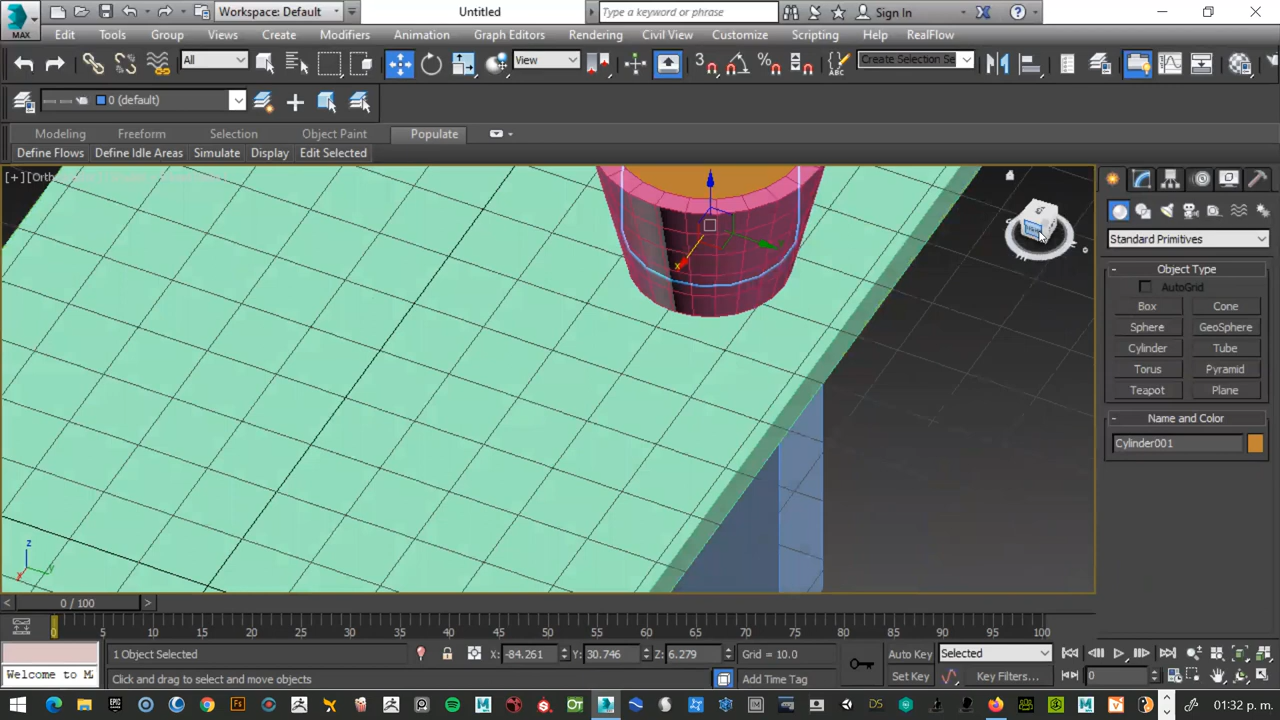 Workspace: Default
Untitled
Type a keyword or phrase
Sign In
MAX
Edit Tools Group Views Create Modifiers Animation Graph Editors Rendering Civil View Customize Scripting Help RealFlow
All
View
3
Create Selection Se
0 (default)
Modeling Freeform Selection Object Paint Populate
Define Flows Define Idle Areas Simulate Display Edit Selected
[+]
z
x
y
x
Standard Primitives
- Object Type
AutoGrid
Box Cone
Sphere GeoSphere
Cylinder Tube
Torus Pyramid
Teapot Plane
- Name and Color
Cylinder001
< 0 / 100 >
0 5 10 15 20 25 30 35 40 45 50 55 60 65 70 75 80 85 90 95 100
1 Object Selected
X: -84.261 Y: 30.746 Z: 6.279 Grid = 10.0
Auto Key Selected
Welcome to M
Click and drag to select and move objects
Add Time Tag
Set Key Key Filters... 0
01:32 p. m.